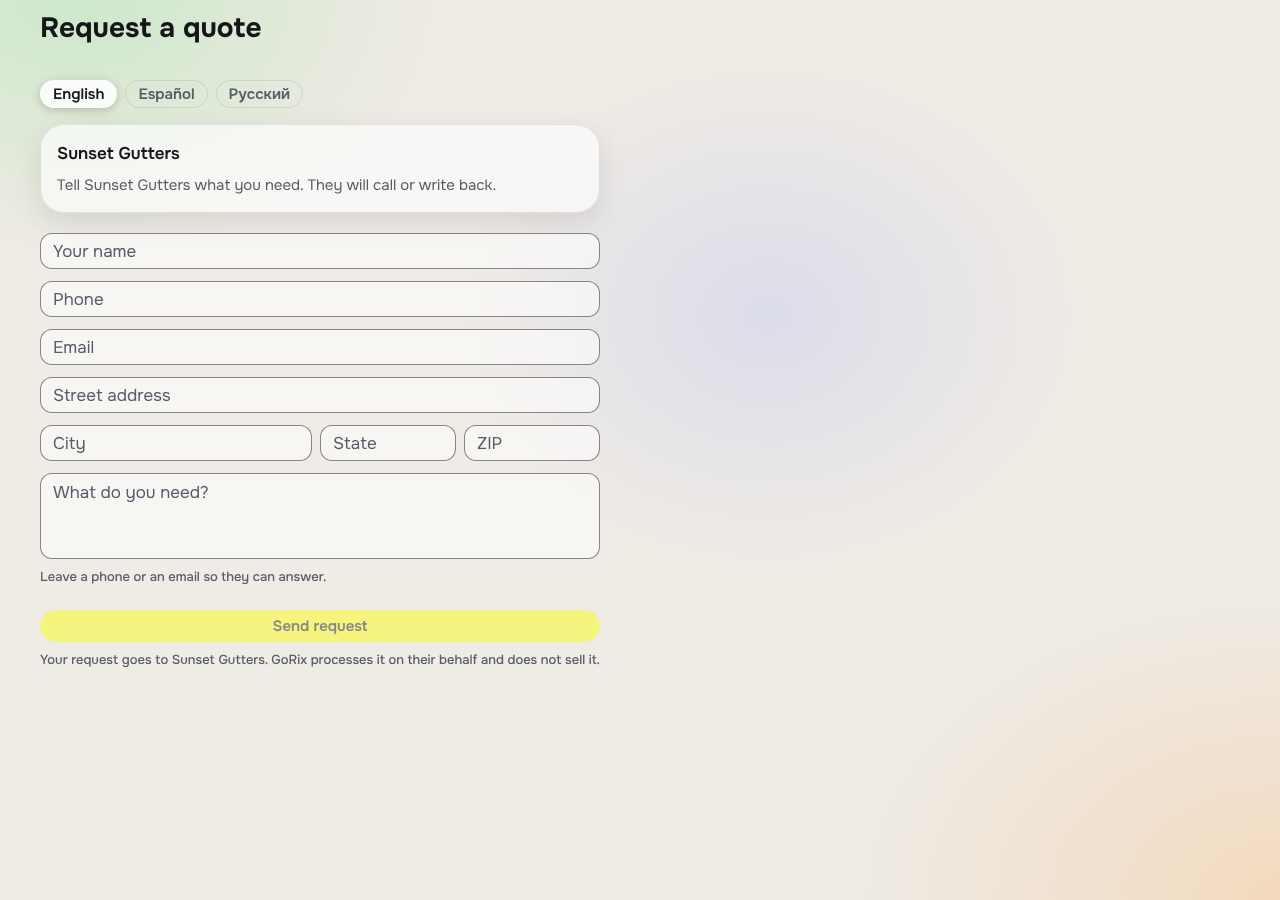 Request a quote
English
Español
Русский
Sunset Gutters
Tell Sunset Gutters what you need. They will call or write back.
Your name
Phone
Email
Street address
City
State
ZIP
What do you need?
Leave a phone or an email so they can answer.
Send request
Your request goes to Sunset Gutters. GoRix processes it on their behalf and does not sell it.